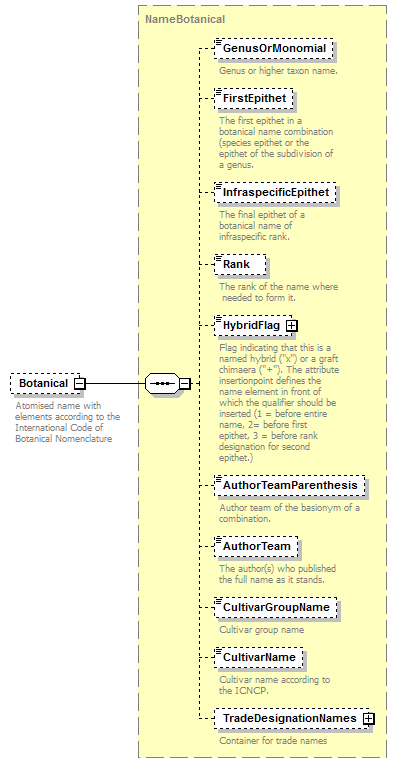 NameBotanical
GenusOrMonomial
Genus or higher taxon name.
FirstEpithet
The first epithet in a
botanical name combination
(species epithet or the
epithet of the subdivision of
a genus.
InfraspecificEpithet
The final epithet of a
botanical name of
infraspecific rank.
Rank
The rank of the name where
needed to form it.
HybridFlag
Flag indicating that this is a
named hybrid ("x") or a graft
chimaera ("+"). The attribute
insertionpoint defines the
name element in front of
which the qualifier should be
inserted (1 = before entire
name, 2= before first
epithet, 3 = before rank
designation for second
epithet.)
Botanical
Atomised name with
elements according to the
International Code of
Botanical Nomenclature
AuthorTeamParenthesis
Author team of the basionym of a
combination.
AuthorTeam
The author(s) who published
the full name as it stands.
CultivarGroupName
Cultivar group name
CultivarName
Cultivar name according to
the ICNCP.
TradeDesignationNames
Container for trade names